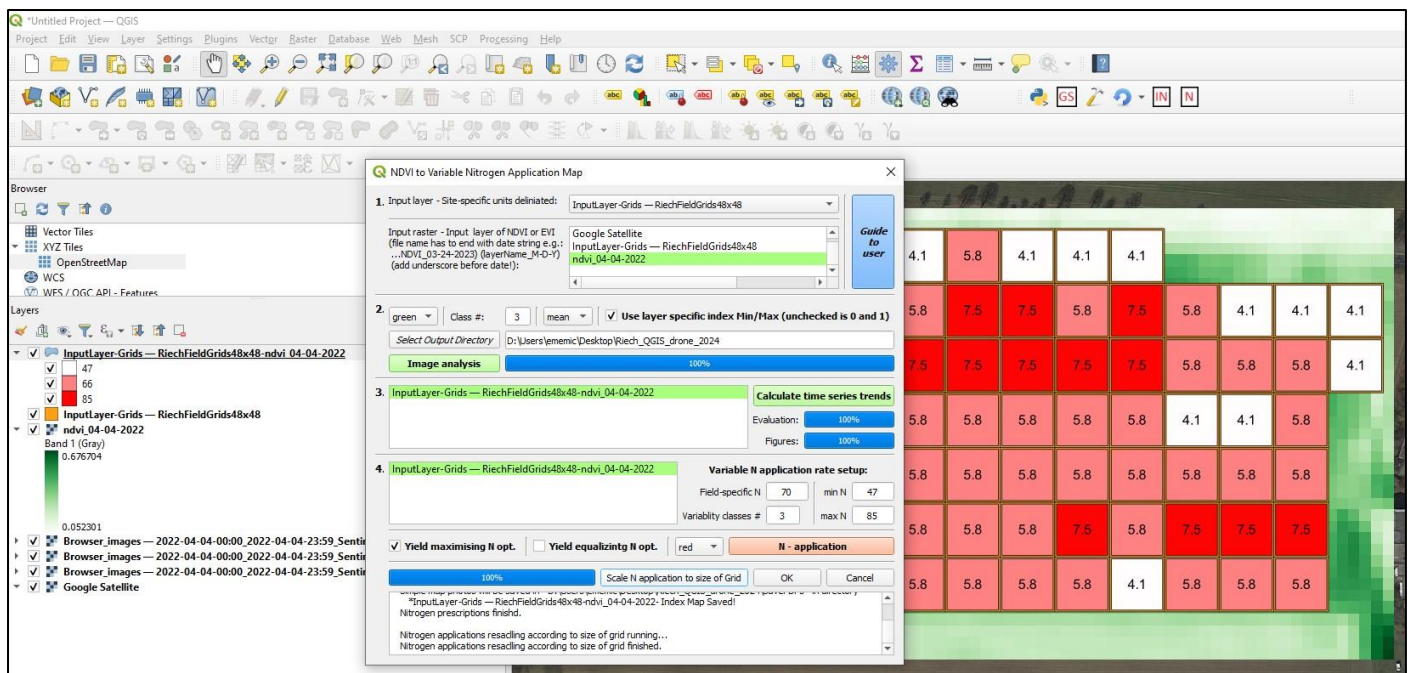 *Untitled Project — QGIS
Project Edit View Layer Settings Plugins Vector Raster Database Web Mesh SCP Processing Help
GS IN N
Browser
Vector Tiles
XYZ Tiles
OpenStreetMap
WCS
WFS / OGC API - Features
Layers
InputLayer-Grids — RiechFieldGrids48x48-ndvi_04-04-2022
47
66
85
InputLayer-Grids — RiechFieldGrids48x48
ndvi_04-04-2022
Band 1 (Gray)
0.676704
0.052301
Browser_images — 2022-04-04-00:00_2022-04-04-23:59_Sentin
Browser_images — 2022-04-04-00:00_2022-04-04-23:59_Sentin
Browser_images — 2022-04-04-00:00_2022-04-04-23:59_Sentin
Google Satellite
NDVI to Variable Nitrogen Application Map
1. Input layer - Site-specific units deliniated: InputLayer-Grids — RiechFieldGrids48x48
Input raster - Input layer of NDVI or EVI
(file name has to end with date string e.g.:
...NDVI_03-24-2023) (layerName_M-D-Y)
(add underscore before date!):
Google Satellite
InputLayer-Grids — RiechFieldGrids48x48
ndvi_04-04-2022
Guide
to
user
2. green Class #: 3 mean Use layer specific index Min/Max (unchecked is 0 and 1)
Select Output Directory D:\Users\ememic\Desktop\Riech_QGIS_drone_2024
Image analysis 100%
3. InputLayer-Grids — RiechFieldGrids48x48-ndvi_04-04-2022 Calculate time series trends
Evaluation: 100%
Figures: 100%
4. InputLayer-Grids — RiechFieldGrids48x48-ndvi_04-04-2022 Variable N application rate setup:
Field-specific N 70 min N 47
Variablity classes # 3 max N 85
Yield maximising N opt. Yield equalizintg N opt. red N - application
100% Scale N application to size of Grid OK Cancel
*InputLayer-Grids — RiechFieldGrids48x48-ndvi_04-04-2022- Index Map Saved!
Nitrogen prescriptions finishd.
Nitrogen applications resadling according to size of grid running...
Nitrogen applications resadling according to size of grid finished.
4.1 5.8 4.1 4.1 4.1
5.8 7.5 7.5 5.8 7.5 5.8 4.1 4.1 4.1
7.5 7.5 7.5 7.5 7.5 5.8 5.8 5.8 4.1
5.8 5.8 5.8 5.8 5.8 4.1 4.1 5.8
5.8 5.8 5.8 5.8 5.8 5.8 5.8 5.8
5.8 5.8 5.8 7.5 5.8 7.5 7.5 7.5
5.8 5.8 5.8 5.8 4.1 5.8 5.8 5.8